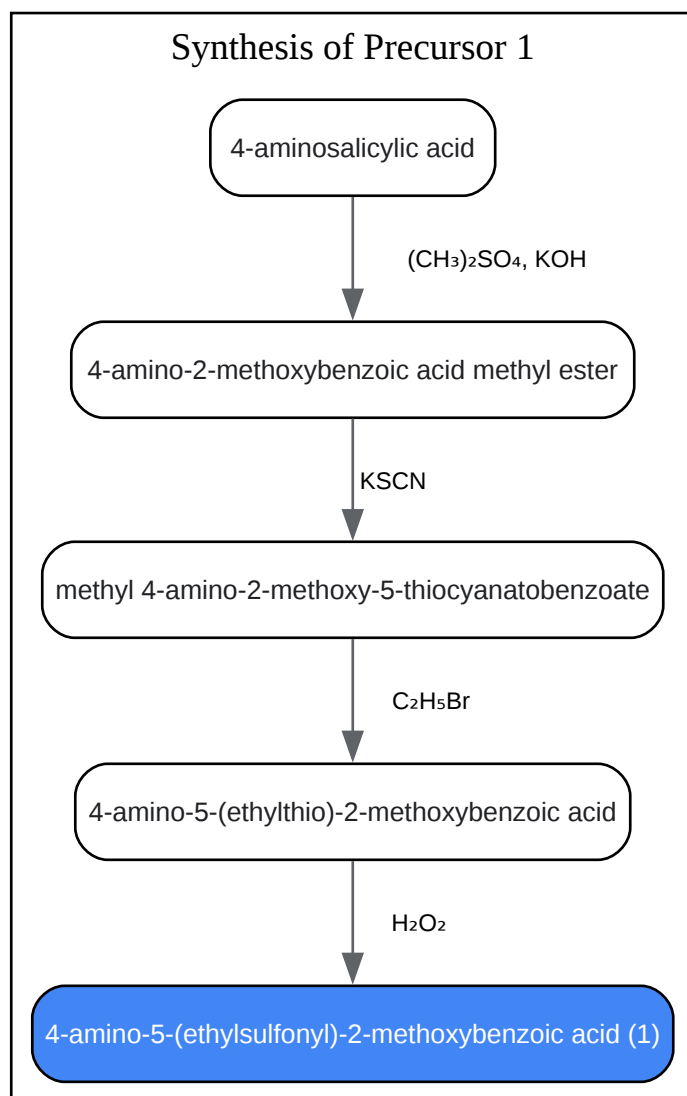 Synthesis of Precursor 1
4-aminosalicylic acid
(CH₃)₂SO₄, KOH
4-amino-2-methoxybenzoic acid methyl ester
KSCN
methyl 4-amino-2-methoxy-5-thiocyanatobenzoate
C₂H₅Br
4-amino-5-(ethylthio)-2-methoxybenzoic acid
H₂O₂
4-amino-5-(ethylsulfonyl)-2-methoxybenzoic acid (1)